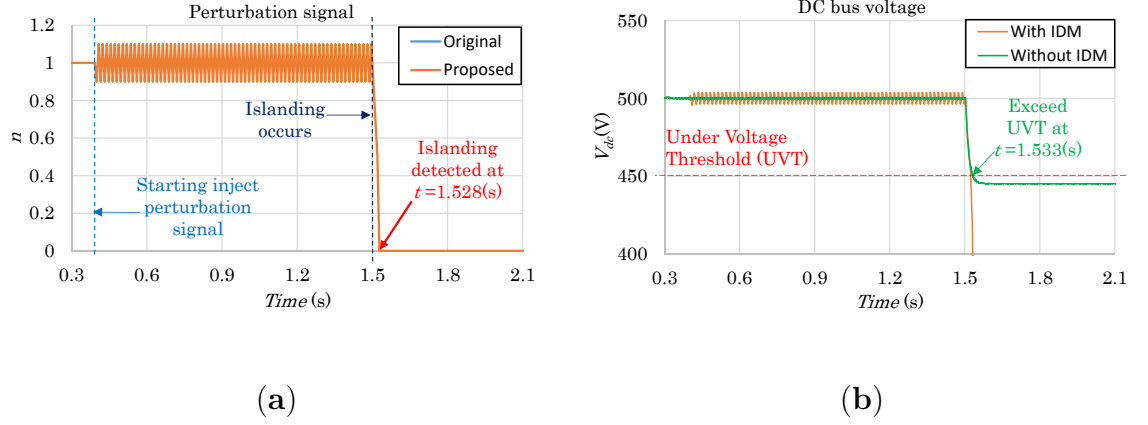 Perturbation signal
1.2
1
0.8
0.6
0.4
0.2
0
n
Original
Proposed
Islanding
occurs
Islanding
detected at
t=1.528(s)
Starting inject
perturbation
signal
0.3 0.6 0.9 1.2 1.5 1.8 2.1
Time (s)
(a)
DC bus voltage
550
500
450
400
V_dc(V)
With IDM
Without IDM
Under Voltage
Threshold (UVT)
Exceed
UVT at
t=1.533(s)
0.3 0.6 0.9 1.2 1.5 1.8 2.1
Time (s)
(b)